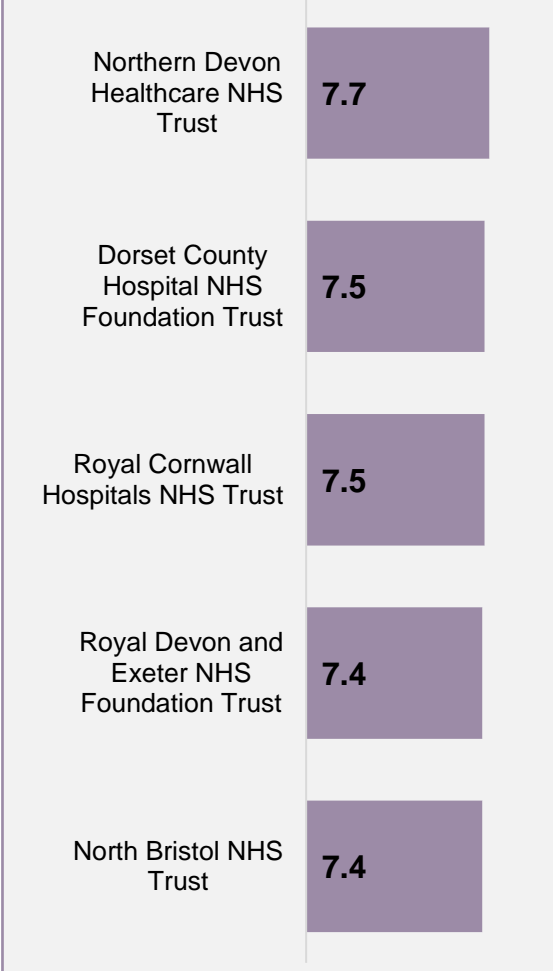 Northern Devon
Healthcare NHS
Trust
7.7
Dorset County
Hospital NHS
Foundation Trust
7.5
Royal Cornwall
Hospitals NHS Trust
7.5
Royal Devon and
Exeter NHS
Foundation Trust
7.4
North Bristol NHS
Trust
7.4